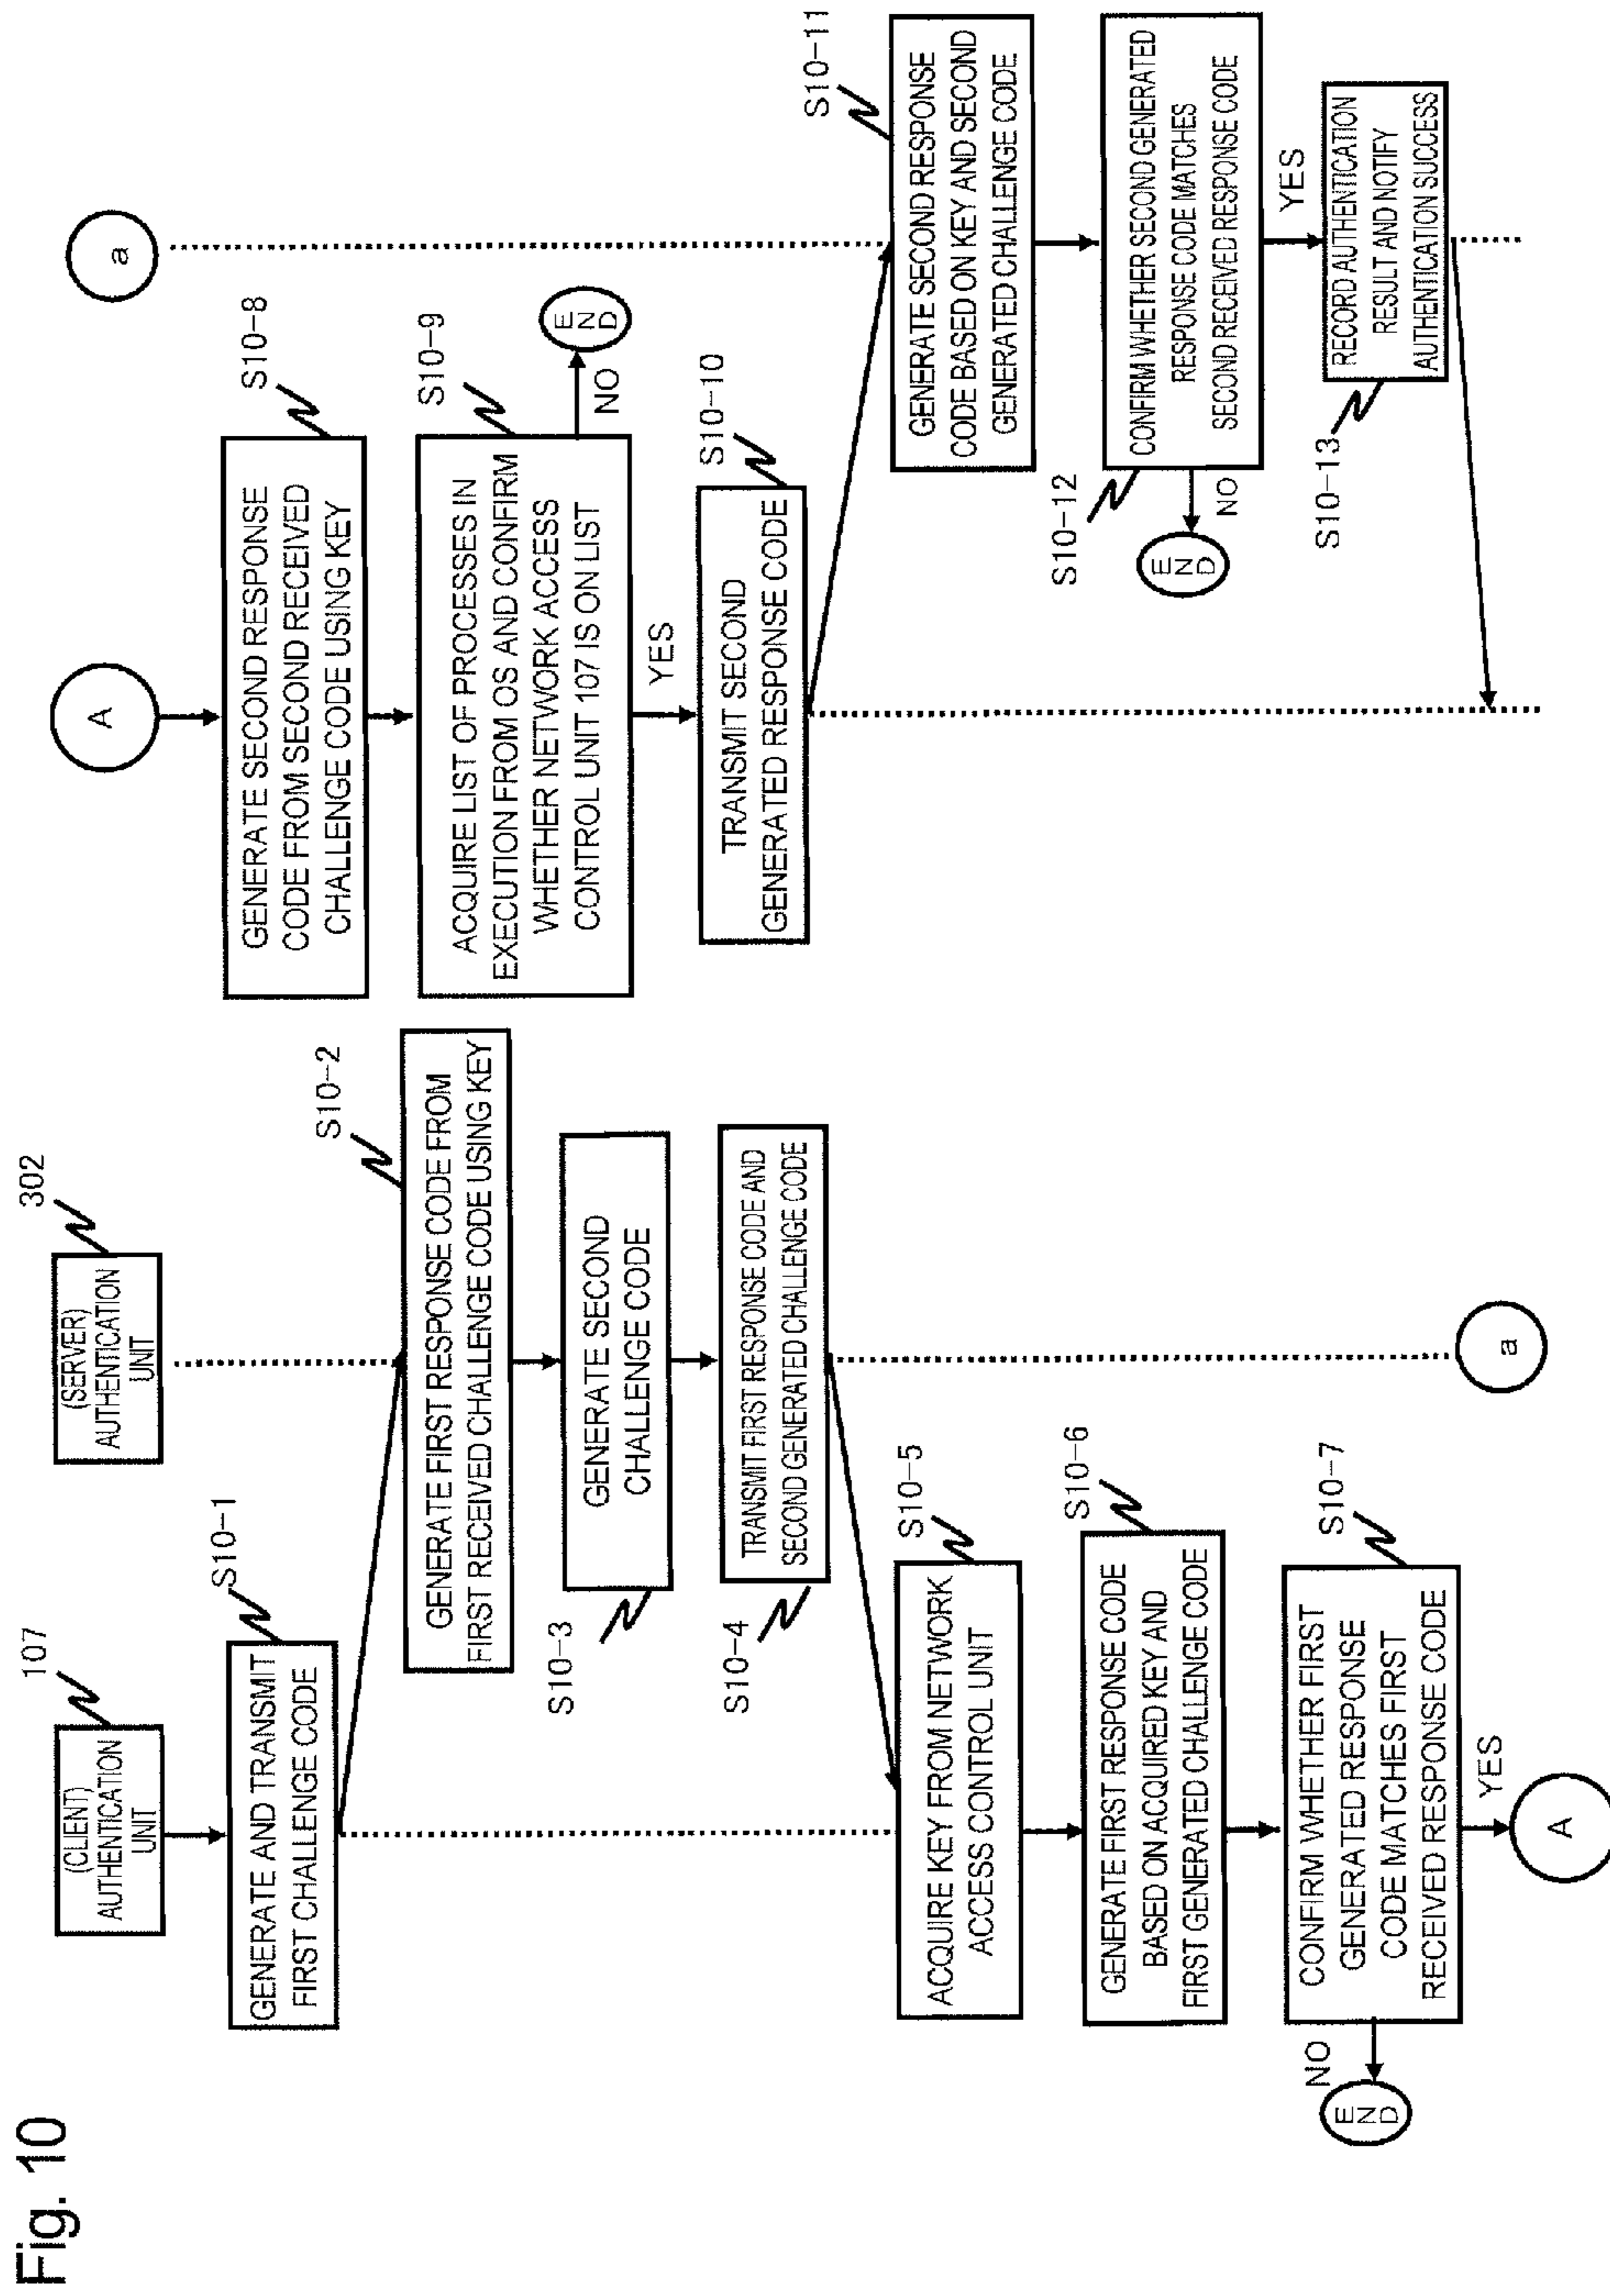 Fig. 10
107
(CLIENT)
AUTHENTICATION
UNIT
S10-1
GENERATE AND TRANSMIT
FIRST CHALLENGE CODE
302
(SERVER)
AUTHENTICATION
UNIT
S10-2
GENERATE FIRST RESPONSE CODE FROM
FIRST RECEIVED CHALLENGE CODE USING KEY
S10-3
GENERATE SECOND
CHALLENGE CODE
S10-4
TRANSMIT FIRST RESPONSE CODE AND
SECOND GENERATED CHALLENGE CODE
S10-5
ACQUIRE KEY FROM NETWORK
ACCESS CONTROL UNIT
S10-6
GENERATE FIRST RESPONSE CODE
BASED ON ACQUIRED KEY AND
FIRST GENERATED CHALLENGE CODE
S10-7
CONFIRM WHETHER FIRST
GENERATED RESPONSE
CODE MATCHES FIRST
RECEIVED RESPONSE CODE
NO
END
YES
A
a
A
a
S10-8
GENERATE SECOND RESPONSE
CODE FROM SECOND RECEIVED
CHALLENGE CODE USING KEY
S10-9
ACQUIRE LIST OF PROCESSES IN
EXECUTION FROM OS AND CONFIRM
WHETHER NETWORK ACCESS
CONTROL UNIT 107 IS ON LIST
NO
END
YES
S10-10
TRANSMIT SECOND
GENERATED RESPONSE CODE
S10-11
GENERATE SECOND RESPONSE
CODE BASED ON KEY AND SECOND
GENERATED CHALLENGE CODE
S10-12
CONFIRM WHETHER SECOND GENERATED
RESPONSE CODE MATCHES
SECOND RECEIVED RESPONSE CODE
NO
END
YES
S10-13
RECORD AUTHENTICATION
RESULT AND NOTIFY
AUTHENTICATION SUCCESS